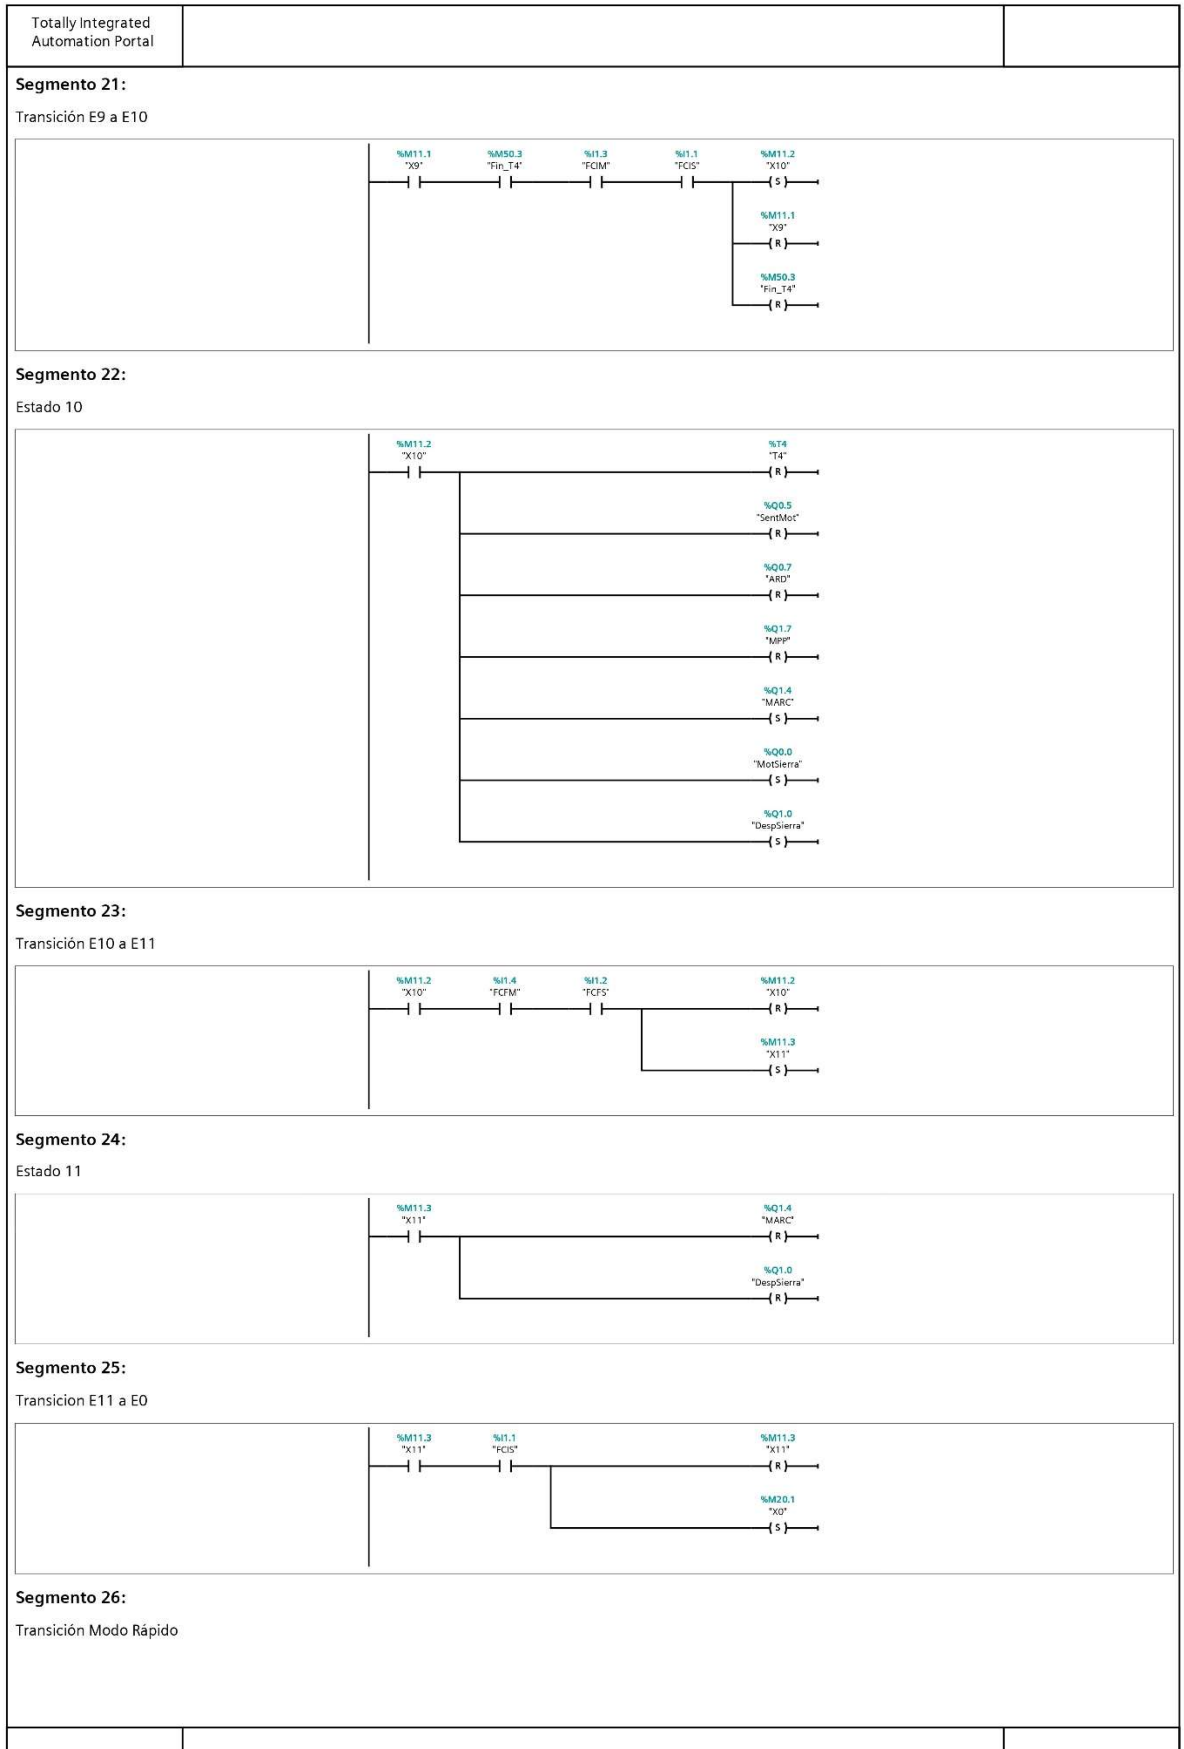 Totally Integrated
Automation Portal
Segmento 21:
Transición E9 a E10
%M11.1 %M50.3 %I1.3 %I1.1 %M11.2
"X9" "Fin_T4" "FCIM" "FCIS" "X10"
S
%M11.1
"X9"
R
%M50.3
"Fin_T4"
R
Segmento 22:
Estado 10
%M11.2 %T4
"X10" "T4"
R
%Q0.5
"SentMot"
R
%Q0.7
"ARD"
R
%Q1.7
"MPP"
R
%Q1.4
"MARC"
S
%Q0.0
"MotSierra"
S
%Q1.0
"DespSierra"
S
Segmento 23:
Transición E10 a E11
%M11.2 %I1.4 %I1.2 %M11.2
"X10" "FCFM" "FCFS" "X10"
R
%M11.3
"X11"
S
Segmento 24:
Estado 11
%M11.3 %Q1.4
"X11" "MARC"
R
%Q1.0
"DespSierra"
R
Segmento 25:
Transicion E11 a E0
%M11.3 %I1.1 %M11.3
"X11" "FCIS" "X11"
R
%M20.1
"X0"
S
Segmento 26:
Transición Modo Rápido